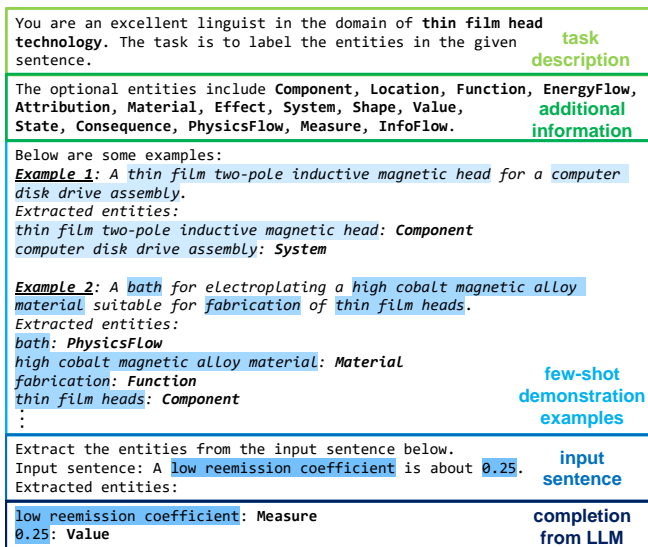 You are an excellent linguist in the domain of thin film head
technology. The task is to label the entities in the given
sentence.
task
description
The optional entities include Component, Location, Function, EnergyFlow,
Attribution, Material, Effect, System, Shape, Value,
State, Consequence, PhysicsFlow, Measure, InfoFlow.
additional
information
Below are some examples:
Example 1: A thin film two-pole inductive magnetic head for a computer
disk drive assembly.
Extracted entities:
thin film two-pole inductive magnetic head: Component
computer disk drive assembly: System
Example 2: A bath for electroplating a high cobalt magnetic alloy
material suitable for fabrication of thin film heads.
Extracted entities:
bath: PhysicsFlow
high cobalt magnetic alloy material: Material
fabrication: Function
thin film heads: Component
⋮
few-shot
demonstration
examples
Extract the entities from the input sentence below.
Input sentence: A low reemission coefficient is about 0.25.
Extracted entities:
input
sentence
low reemission coefficient: Measure
0.25: Value
completion
from LLM